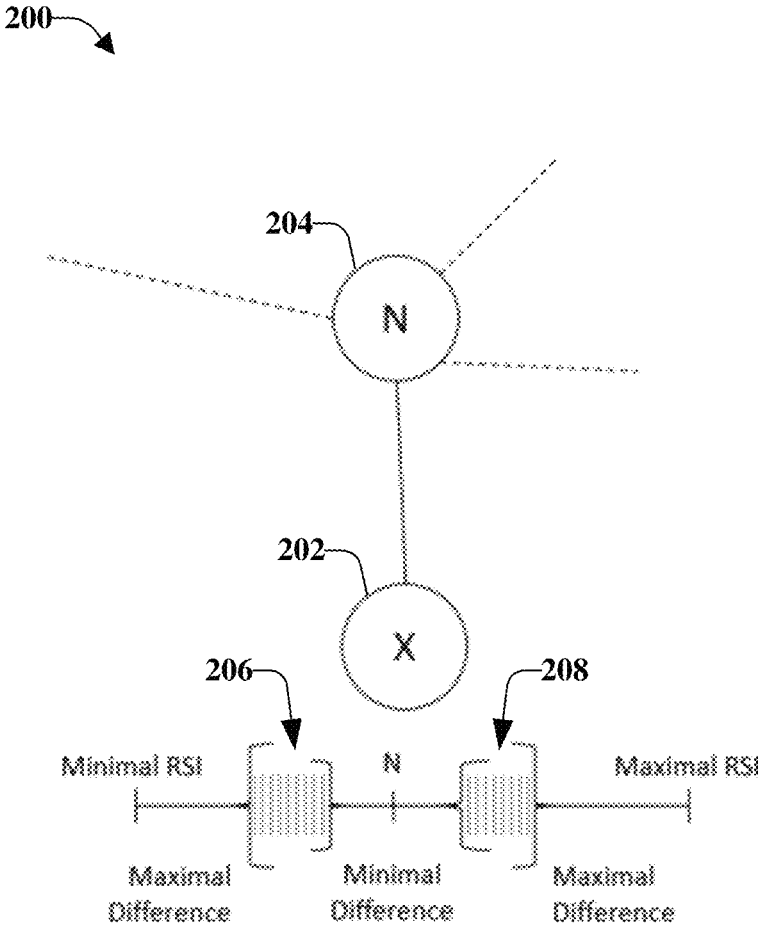 200
204
N
202
X
206
208
Minimal RSI
N
Maximal RSI
Maximal
Difference
Minimal
Difference
Maximal
Difference